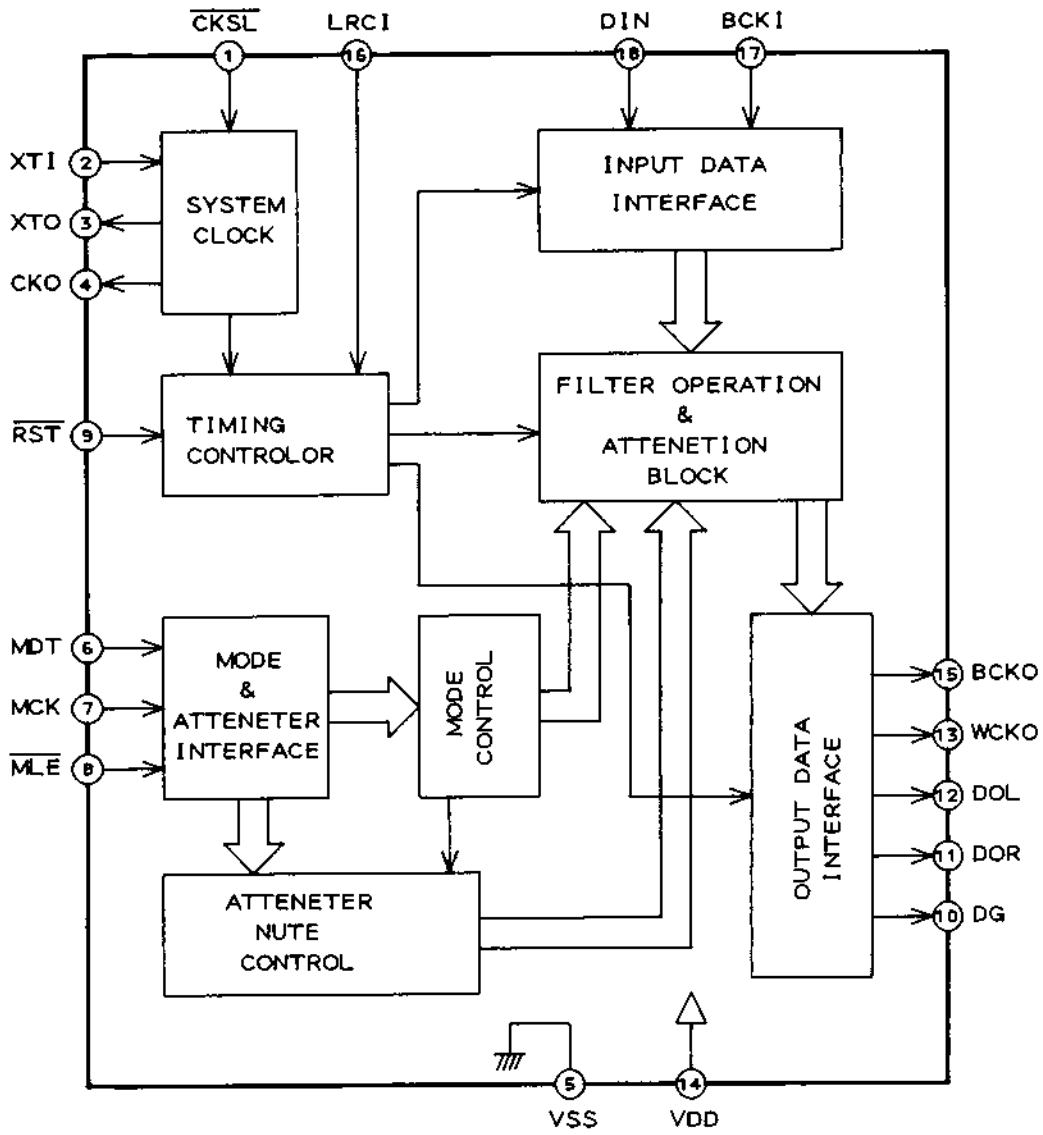 CKSL
LRCI
DIN
BCKI
1
16
18
17
XTI
2
XTO
3
CKO
4
SYSTEM
CLOCK
INPUT DATA
INTERFACE
RST
9
TIMING
CONTROLOR
FILTER OPERATION
&
ATTENETION
BLOCK
MDT
6
MCK
7
MLE
8
MODE
&
ATTENETER
INTERFACE
MODE
CONTROL
ATTENETER
NUTE
CONTROL
OUTPUT DATA
INTERFACE
15
BCKO
13
WCKO
12
DOL
11
DOR
10
DG
5
14
VSS
VDD